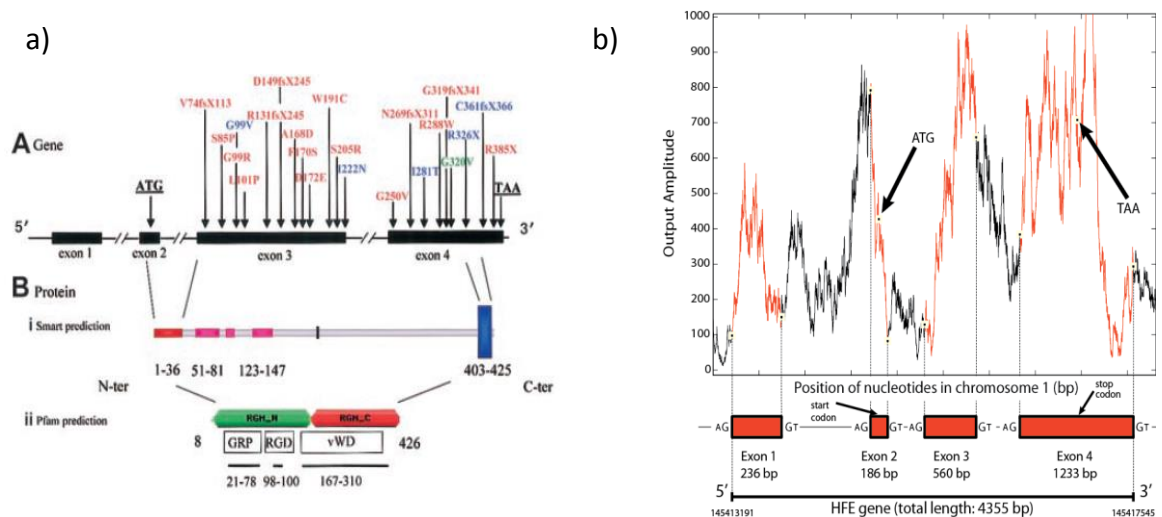 a)
D149fsX245
G319fsX341
V74fsX113
W191C
C361fsX366
R131fsX245
N269fsX311
G99V
R288W
A Gene
S85P
A168D
R326X
G99R
F170S
S205R
I281T
G320V
R385X
L101P
D172E
I222N
G250V
ATG
TAA
5' 3'
exon 1 exon 2 exon 3 exon 4
B Protein
i Smart prediction
1-36 51-81 123-147 403-425
N-ter C-ter
ii Pfam prediction
RGM_N RGM_C
8 GRP RGD vWD 426
21-78 98-100 167-310
b)
1000
900
800
700
600
500
400
300
200
100
0
Output Amplitude
ATG
TAA
Position of nucleotides in chromosome 1 (bp)
start codon
stop codon
AG GT AG GT AG GT AG GT
Exon 1 Exon 2 Exon 3 Exon 4
236 bp 186 bp 560 bp 1233 bp
5' 3'
HFE gene (total length: 4355 bp)
145413191 145417545